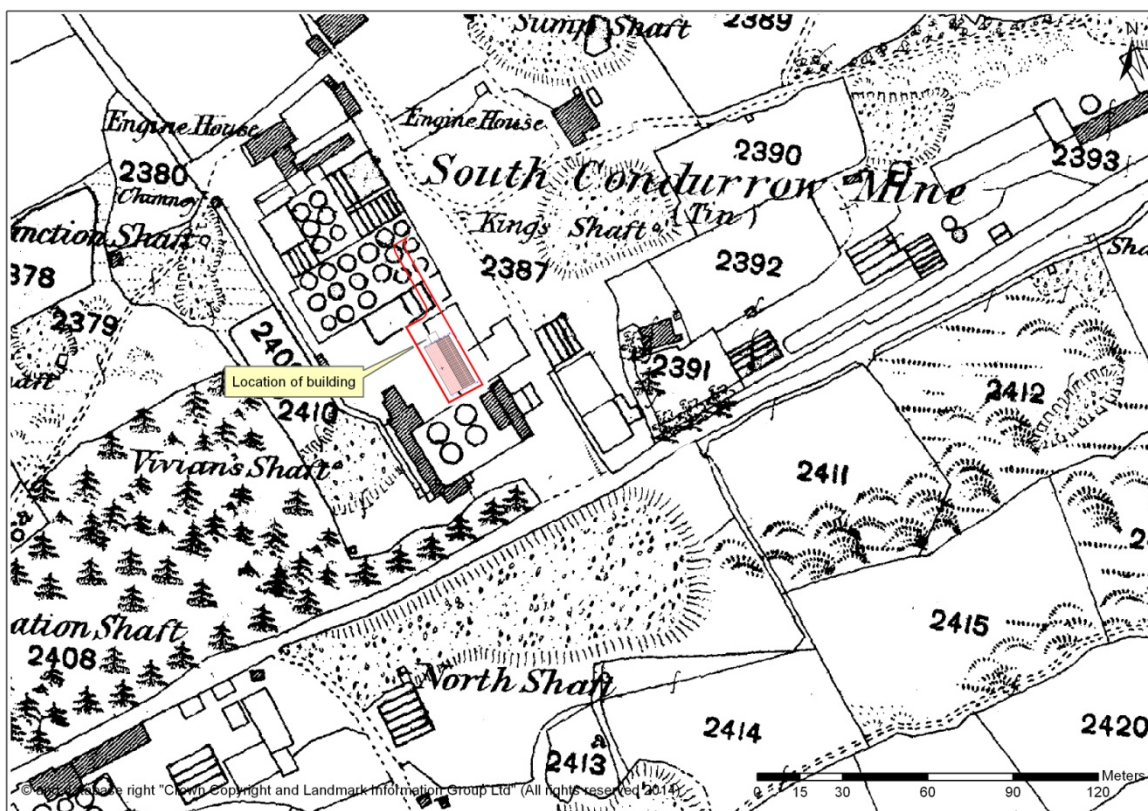 Sump Shaft
2389
N
Engine House
Engine House
2390
2393
2380
Chimney
South Condurrow Mine
(Tin)
Kings Shaft
nction Shaft
2387
2392
378
2379
Location of building
2391
2410
2412
Vivians Shaft
2411
ation Shaft
2408
2415
North Shaft
2414
2420
2413
Meters
0 15 30 60 90 120
© and database right "Crown Copyright and Landmark Information Group Ltd" (All rights reserved 2014)